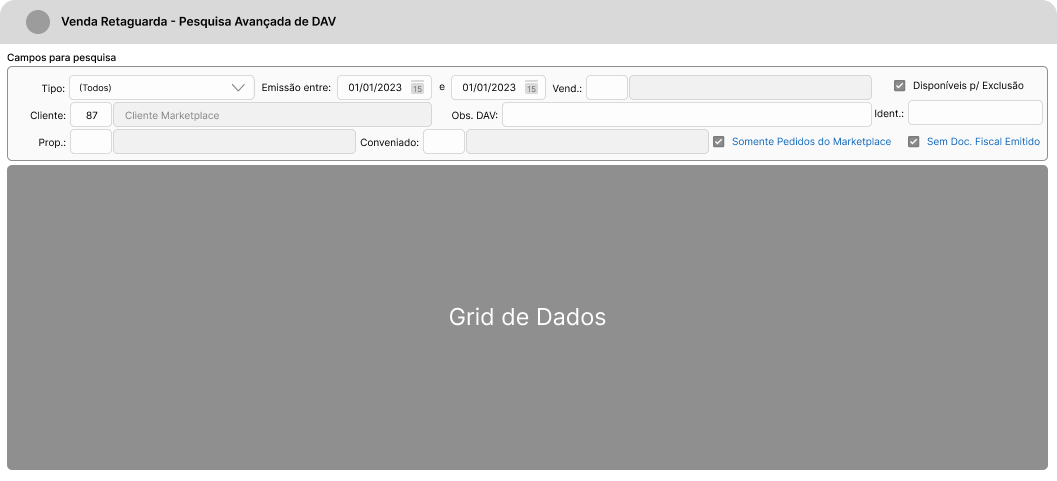 Venda Retaguarda - Pesquisa Avançada de DAV
Campos para pesquisa
Tipo: (Todos) Emissão entre: 01/01/2023 15 e 01/01/2023 15 Vend.: Disponíveis p/ Exclusão
Cliente: 87 Cliente Marketplace Obs. DAV: Ident.:
Prop.: Conveniado: Somente Pedidos do Marketplace Sem Doc. Fiscal Emitido
Grid de Dados